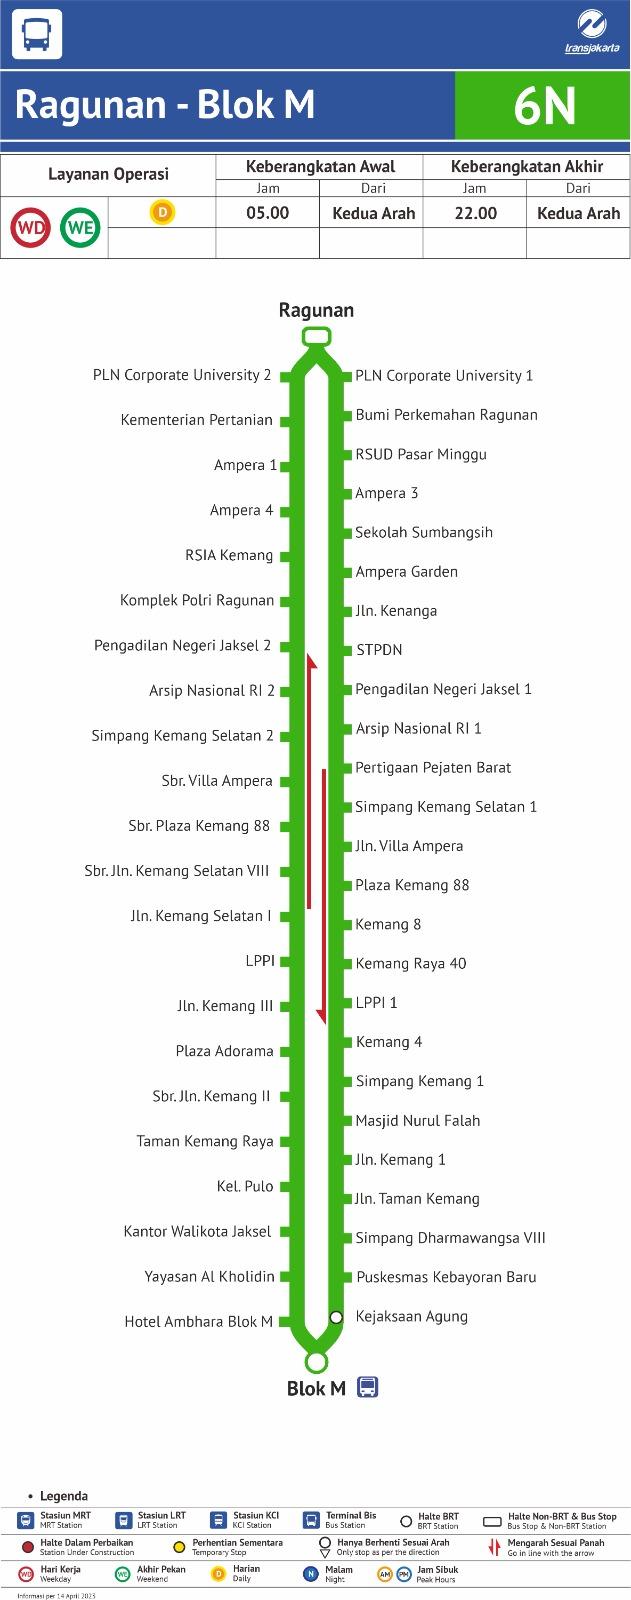 transjakarta
Ragunan - Blok M
6N
Layanan Operasi
Keberangkatan Awal
Keberangkatan Akhir
Jam
Dari
Jam
Dari
WD
WE
D
05.00
Kedua Arah
22.00
Kedua Arah
Ragunan
PLN Corporate University 2
Kementerian Pertanian
Ampera 1
Ampera 4
RSIA Kemang
Komplek Polri Ragunan
Pengadilan Negeri Jaksel 2
Arsip Nasional RI 2
Simpang Kemang Selatan 2
Sbr. Villa Ampera
Sbr. Plaza Kemang 88
Sbr. Jln. Kemang Selatan VIII
Jln. Kemang Selatan I
LPPI
Jln. Kemang III
Plaza Adorama
Sbr. Jln. Kemang II
Taman Kemang Raya
Kel. Pulo
Kantor Walikota Jaksel
Yayasan Al Kholidin
Hotel Ambhara Blok M
PLN Corporate University 1
Bumi Perkemahan Ragunan
RSUD Pasar Minggu
Ampera 3
Sekolah Sumbangsih
Ampera Garden
Jln. Kenanga
STPDN
Pengadilan Negeri Jaksel 1
Arsip Nasional RI 1
Pertigaan Pejaten Barat
Simpang Kemang Selatan 1
Jln. Villa Ampera
Plaza Kemang 88
Kemang 8
Kemang Raya 40
LPPI 1
Kemang 4
Simpang Kemang 1
Masjid Nurul Falah
Jln. Kemang 1
Jln. Taman Kemang
Simpang Dharmawangsa VIII
Puskesmas Kebayoran Baru
Kejaksaan Agung
Blok M
• Legenda
Stasiun MRT
MRT Station
Stasiun LRT
LRT Station
Stasiun KCI
KCI Station
Terminal Bis
Bus Station
Halte BRT
BRT Station
Halte Non-BRT & Bus Stop
Bus Stop & Non-BRT Station
Halte Dalam Perbaikan
Station Under Construction
Perhentian Sementara
Temporary Stop
Hanya Berhenti Sesuai Arah
Only stop as per the direction
Mengarah Sesuai Panah
Go in line with the arrow
WD
Hari Kerja
Weekday
WE
Akhir Pekan
Weekend
D
Harian
Daily
N
Malam
Night
AM
PM
Jam Sibuk
Peak Hours
Informasi per 14 April 2023